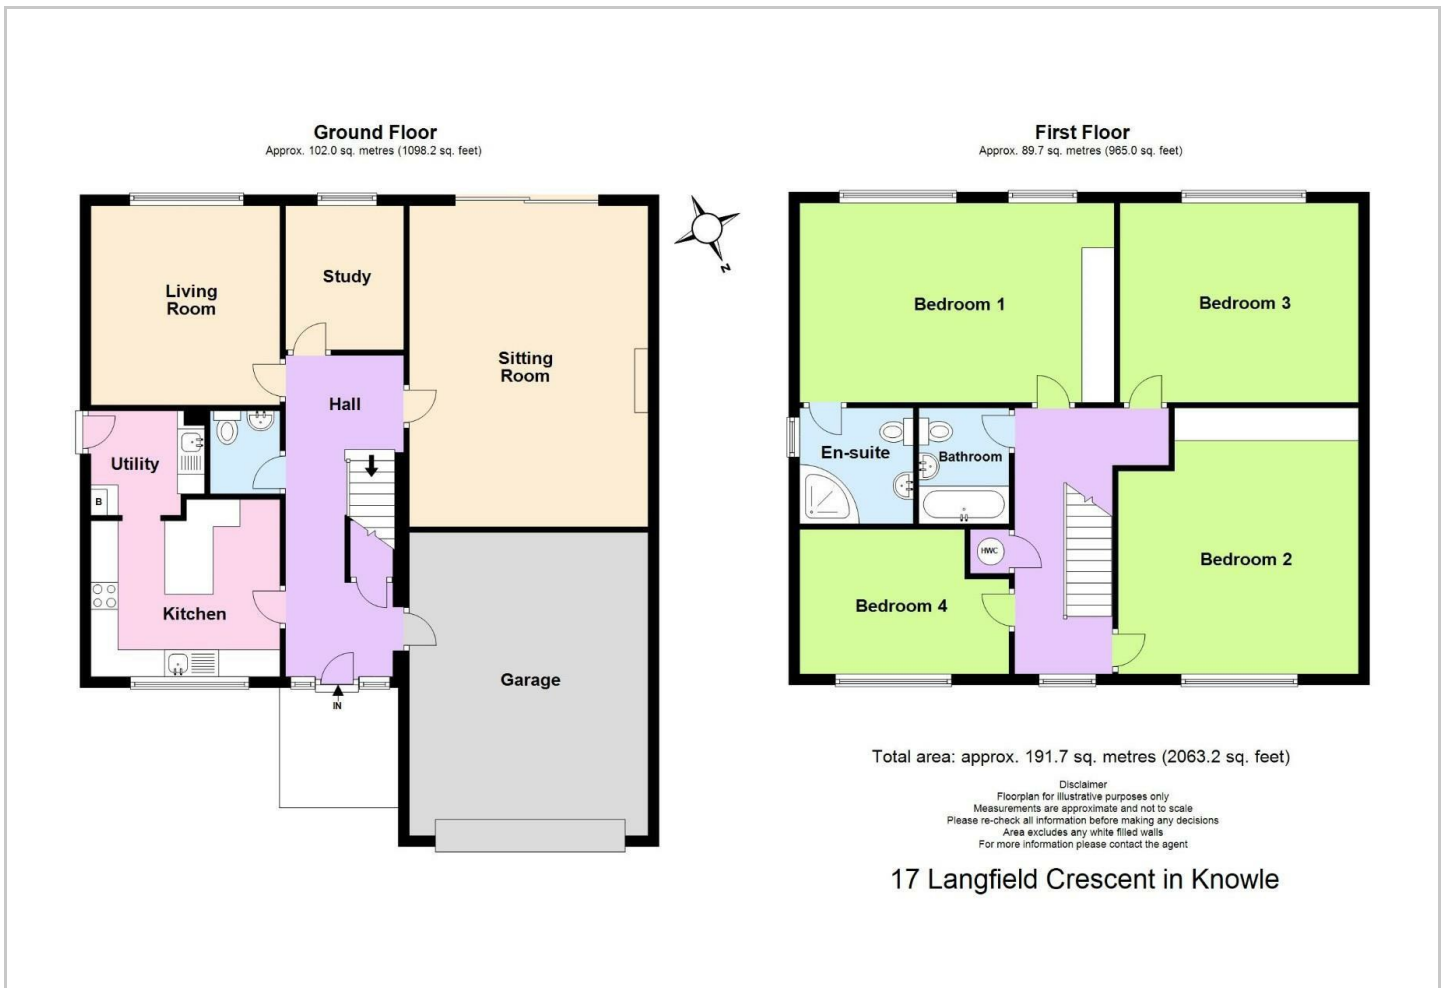 Ground Floor
Approx. 102.0 sq. metres (1098.2 sq. feet)
Living
Room
Study
Sitting
Room
Hall
Utility
B
Kitchen
Garage
IN
N
First Floor
Approx. 89.7 sq. metres (965.0 sq. feet)
Bedroom 1
Bedroom 3
En-suite
Bathroom
HWC
Bedroom 2
Bedroom 4
Total area: approx. 191.7 sq. metres (2063.2 sq. feet)
Disclaimer
Floorplan for illustrative purposes only
Measurements are approximate and not to scale
Please re-check all information before making any decisions
Area excludes any white filled walls
For more information please contact the agent
17 Langfield Crescent in Knowle